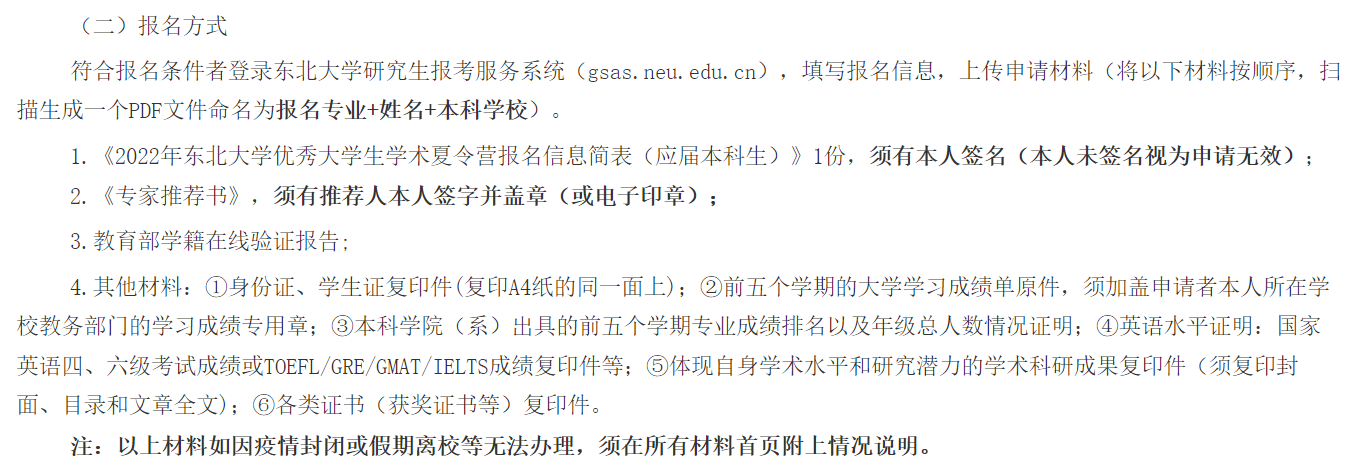 （二）报名方式
符合报名条件者登录东北大学研究生报考服务系统（gsas.neu.edu.cn），填写报名信息，上传申请材料（将以下材料按顺序，扫
描生成一个PDF文件命名为报名专业+姓名+本科学校）。
1.《2022年东北大学优秀大学生学术夏令营报名信息简表（应届本科生）》1份，须有本人签名（本人未签名视为申请无效）；
2.《专家推荐书》，须有推荐人本人签字并盖章（或电子印章）；
3.教育部学籍在线验证报告;
4.其他材料：①身份证、学生证复印件(复印A4纸的同一面上)；②前五个学期的大学学习成绩单原件，须加盖申请者本人所在学
校教务部门的学习成绩专用章；③本科学院（系）出具的前五个学期专业成绩排名以及年级总人数情况证明；④英语水平证明：国家
英语四、六级考试成绩或TOEFL/GRE/GMAT/IELTS成绩复印件等；⑤体现自身学术水平和研究潜力的学术科研成果复印件（须复印封
面、目录和文章全文)；⑥各类证书（获奖证书等）复印件。
注：以上材料如因疫情封闭或假期离校等无法办理，须在所有材料首页附上情况说明。